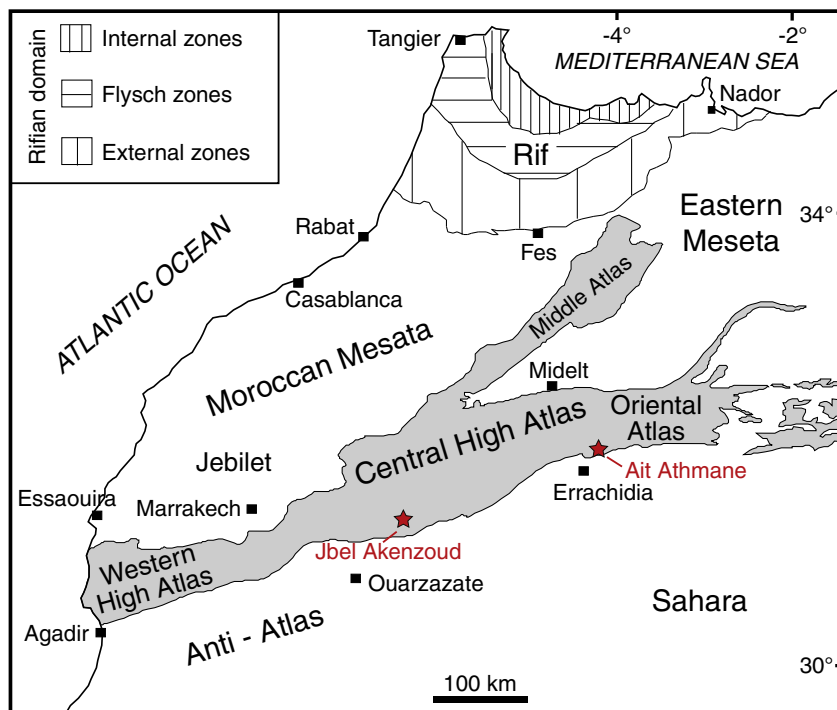 Rifian domain
Internal zones
Flysch zones
External zones
-4°
-2°
Tangier
MEDITERRANEAN SEA
Nador
Rif
Eastern
Meseta
34°
Rabat
Fes
ATLANTIC OCEAN
Casablanca
Middle Atlas
Moroccan Mesata
Midelt
Oriental
Atlas
Central High Atlas
Jebilet
Ait Athmane
Errachidia
Essaouira
Marrakech
Jbel Akenzoud
Western
High Atlas
Ouarzazate
Sahara
Agadir
Anti - Atlas
30°
100 km